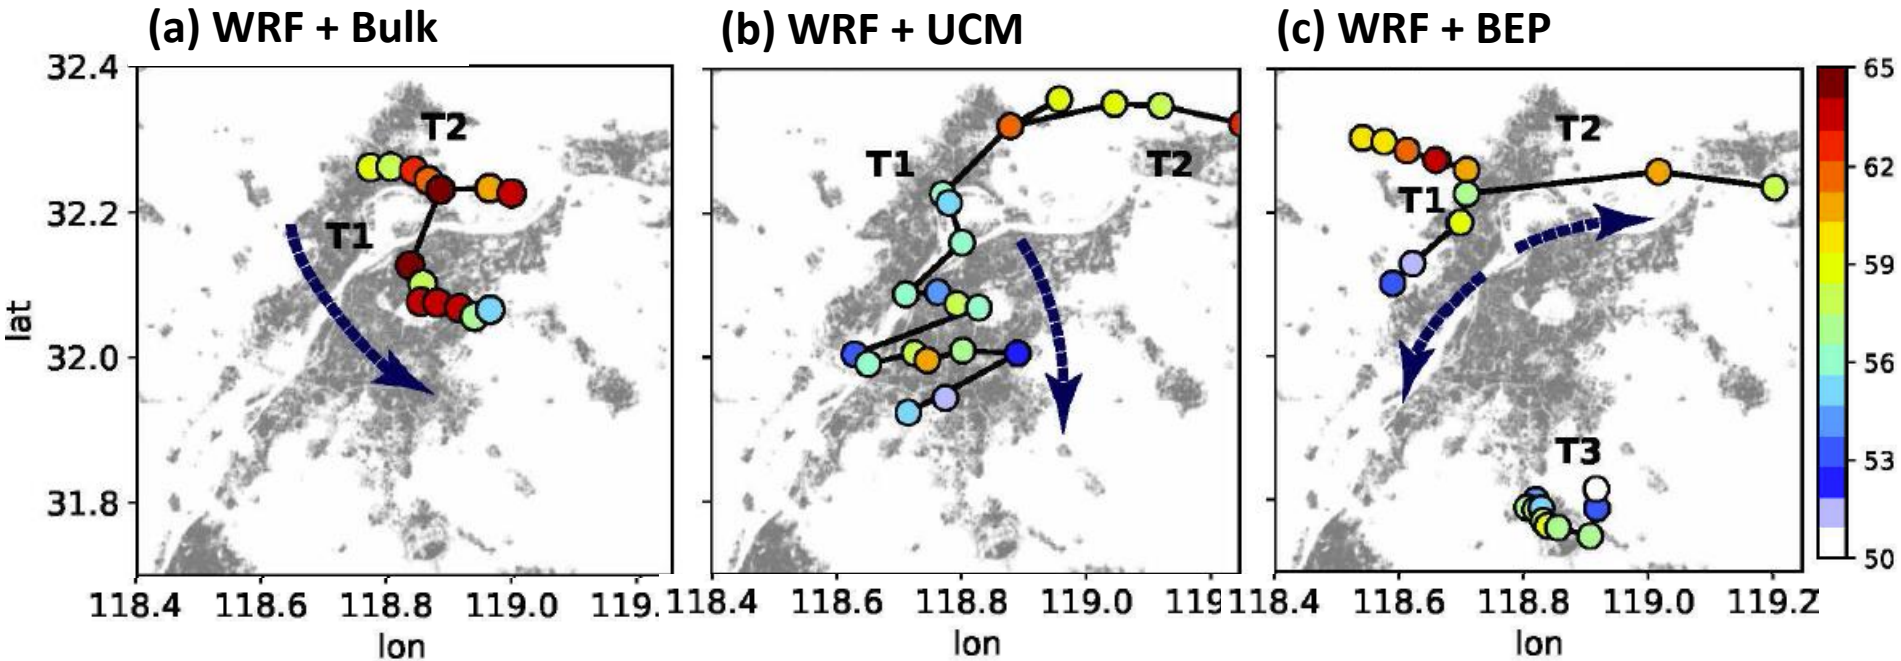 (a) WRF + Bulk
(b) WRF + UCM
(c) WRF + BEP
32.4
32.2
32.0
31.8
lat
T2
T1
118.4 118.6 118.8 119.0 119.
lon
T1
T2
118.4 118.6 118.8 119.0 119
lon
T2
T1
T3
118.4 118.6 118.8 119.0 119.2
lon
65
62
59
56
53
50